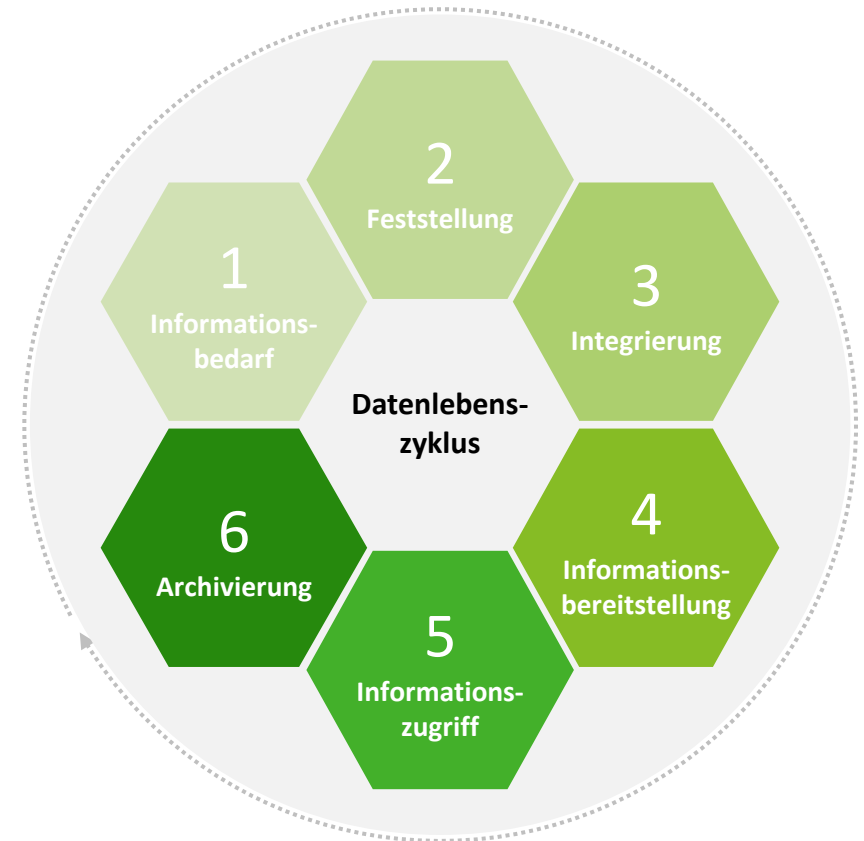 1
Informations-
bedarf
2
Feststellung
3
Integrierung
Datenlebens-
zyklus
4
Informations-
bereitstellung
5
Informations-
zugriff
6
Archivierung